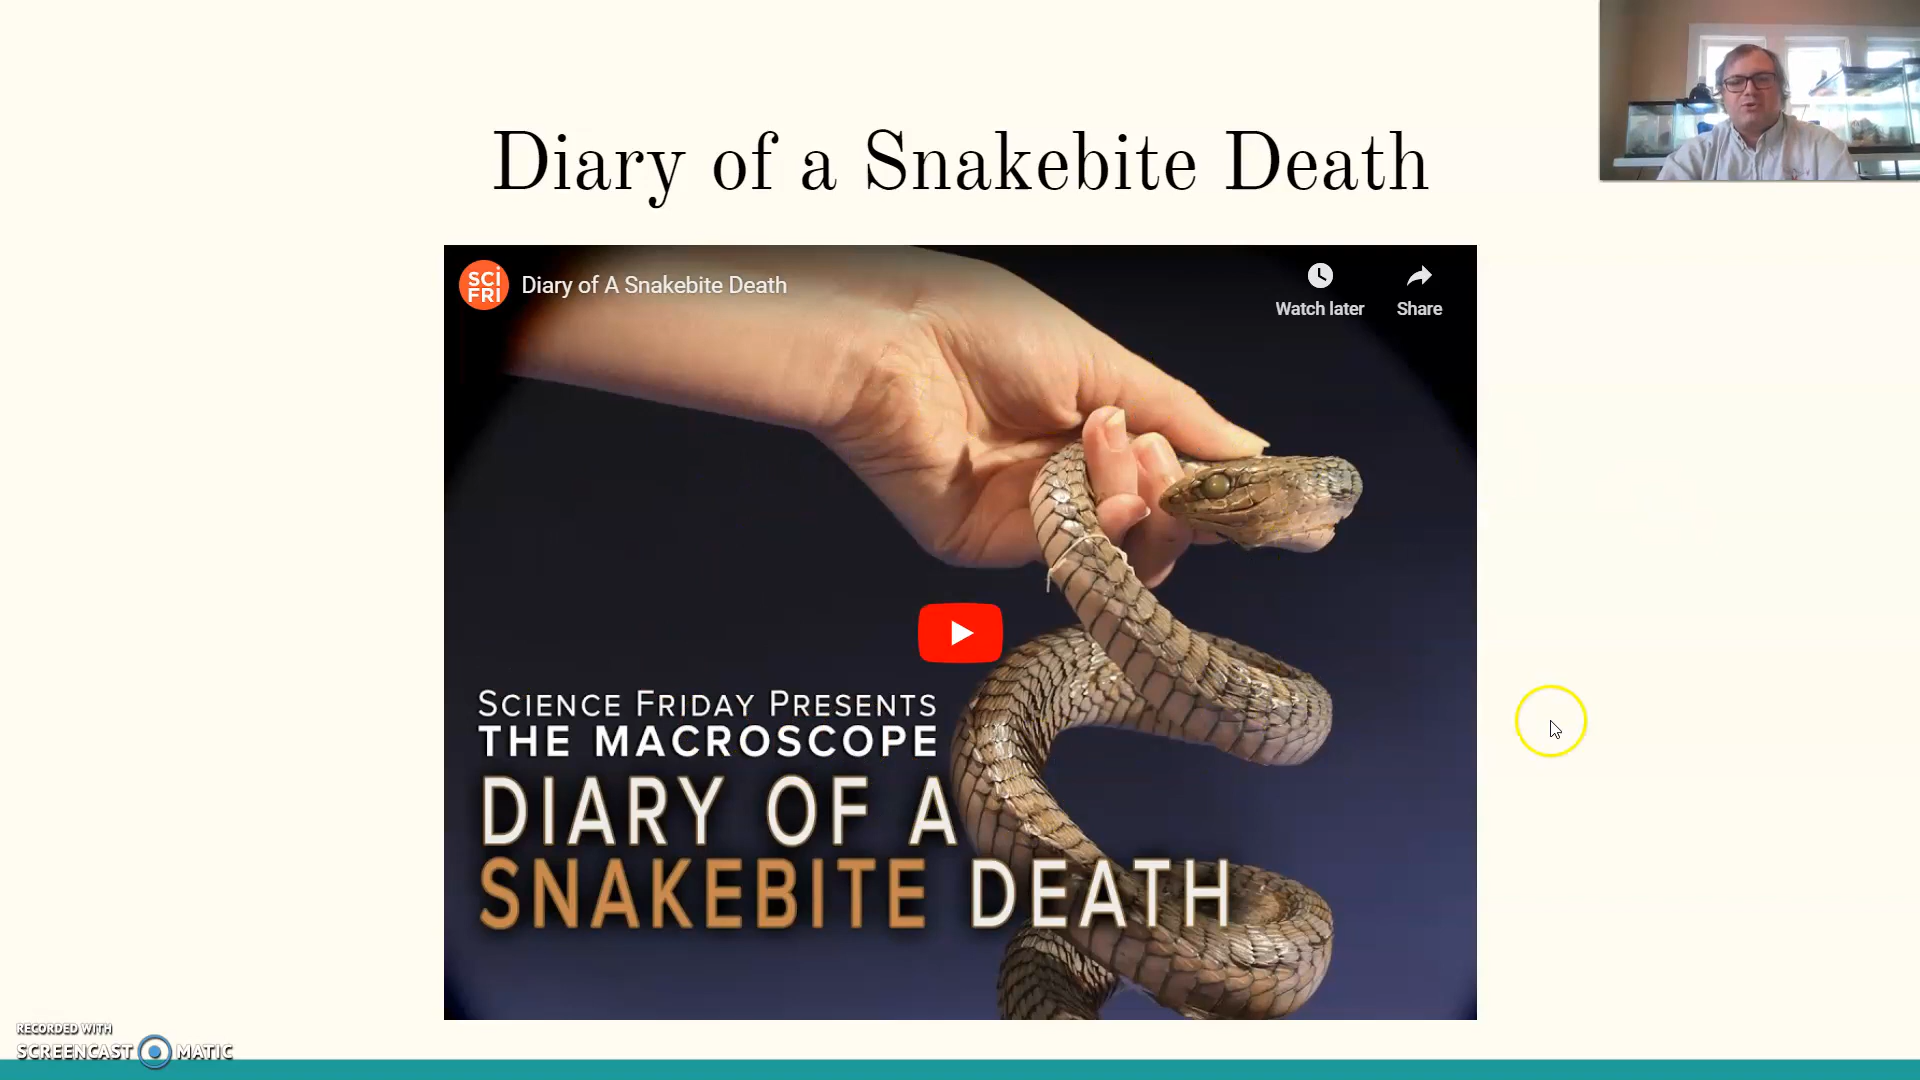 Diary of a Snakebite Death
SCI
FRI
Diary of A Snakebite Death
Watch later
Share
SCIENCE FRIDAY PRESENTS
THE MACROSCOPE
DIARY OF A
SNAKEBITE DEATH
RECORDED WITH
SCREENCAST MATIC